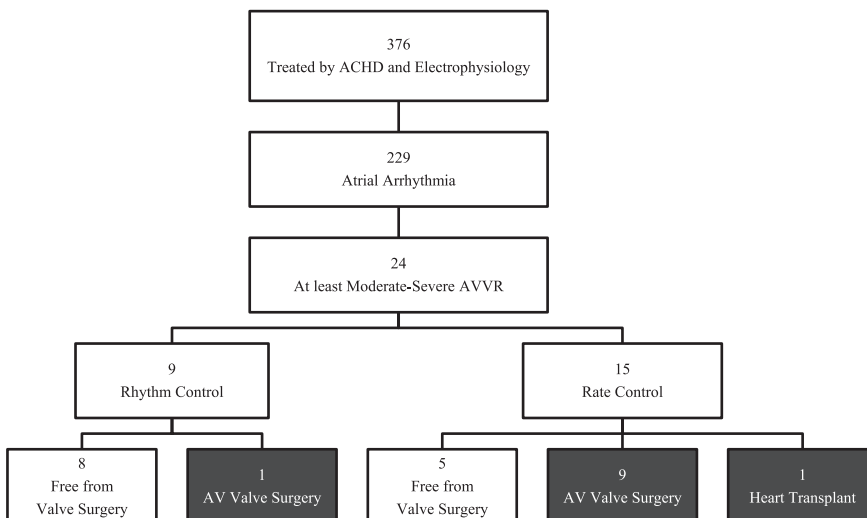 376
Treated by ACHD and Electrophysiology
229
Atrial Arrhythmia
24
At least Moderate-Severe AVVR
9
Rhythm Control
15
Rate Control
8
Free from
Valve Surgery
1
AV Valve Surgery
5
Free from
Valve Surgery
9
AV Valve Surgery
1
Heart Transplant